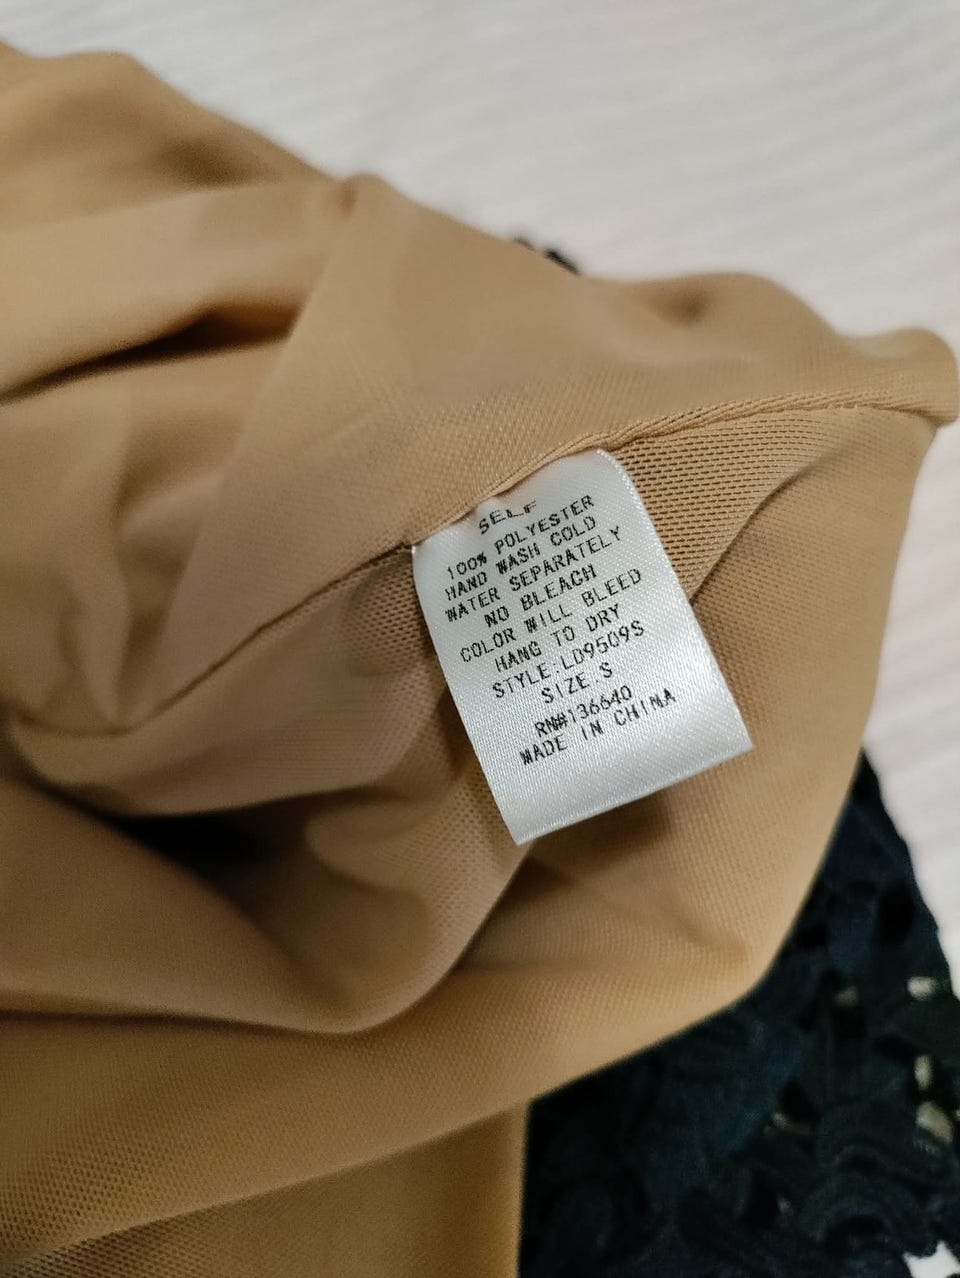 SELF
100% POLYESTER
HAND WASH COLD
WATER SEPARATELY
NO BLEACH
COLOR WILL BLEED
HANG TO DRY
STYLE:LD9509S
SIZE:S
RN#136640
MADE IN CHINA